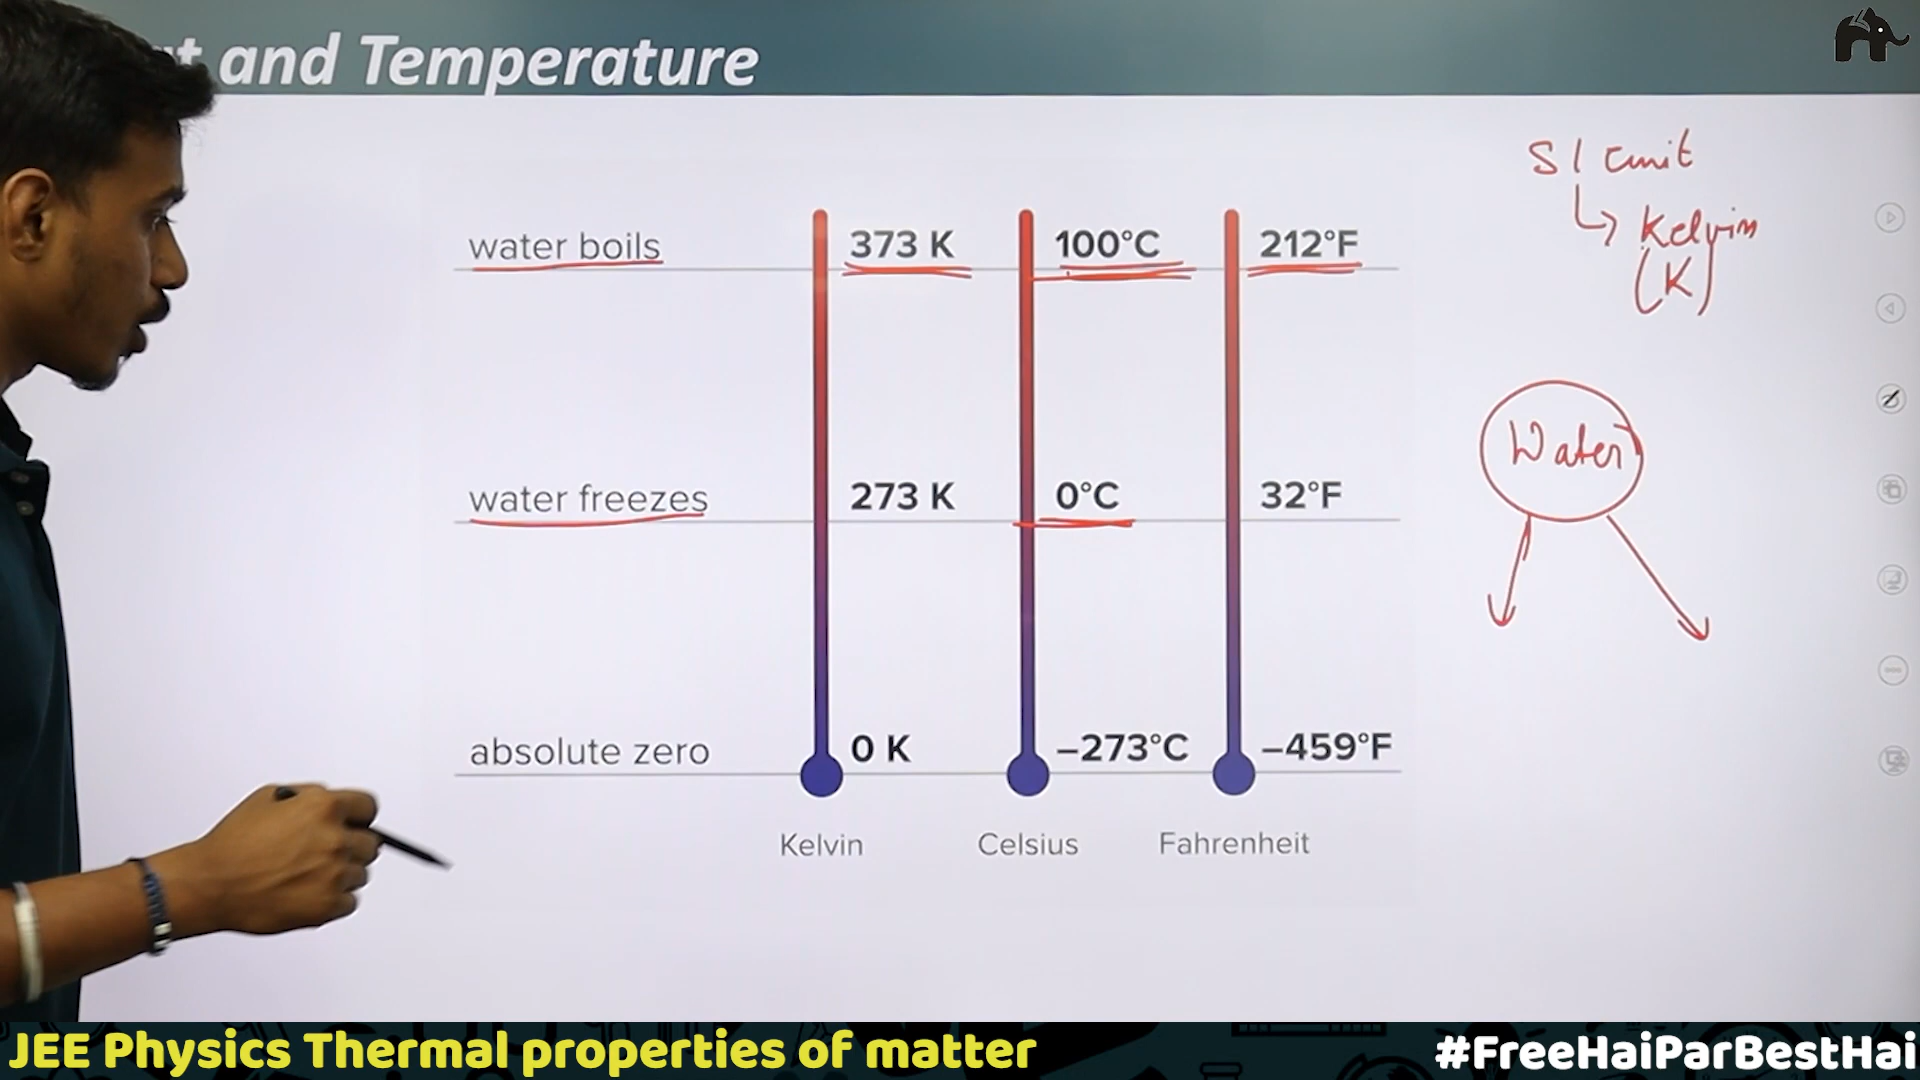 t and Temperature
SI unit
Kelvin
(K)
water boils 373 K 100°C 212°F
Water
water freezes 273 K 0°C 32°F
absolute zero 0 K –273°C –459°F
Kelvin Celsius Fahrenheit
JEE Physics Thermal properties of matter
#FreeHaiParBestHai